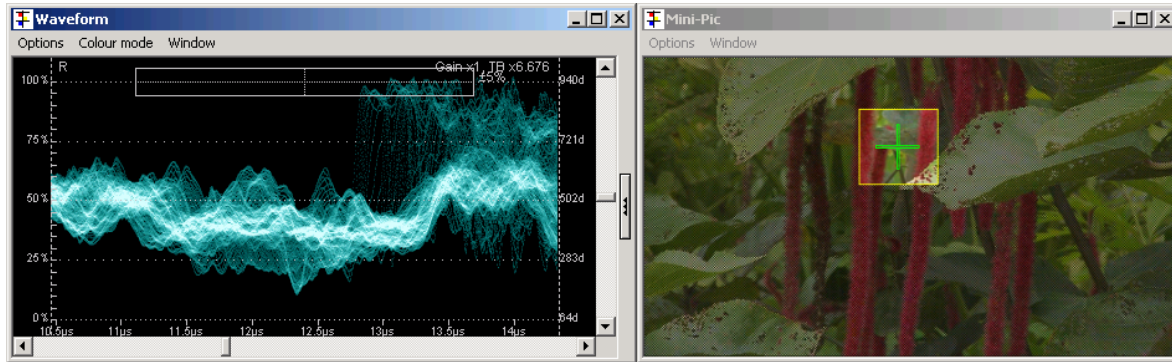 Waveform
Options Colour mode Window
R
Gain x1, TB x6.676
±5%
100% 940d
75% 721d
50% 502d
25% 283d
0% 64d
10.5µs 11µs 11.5µs 12µs 12.5µs 13µs 13.5µs 14µs
Mini-Pic
Options Window